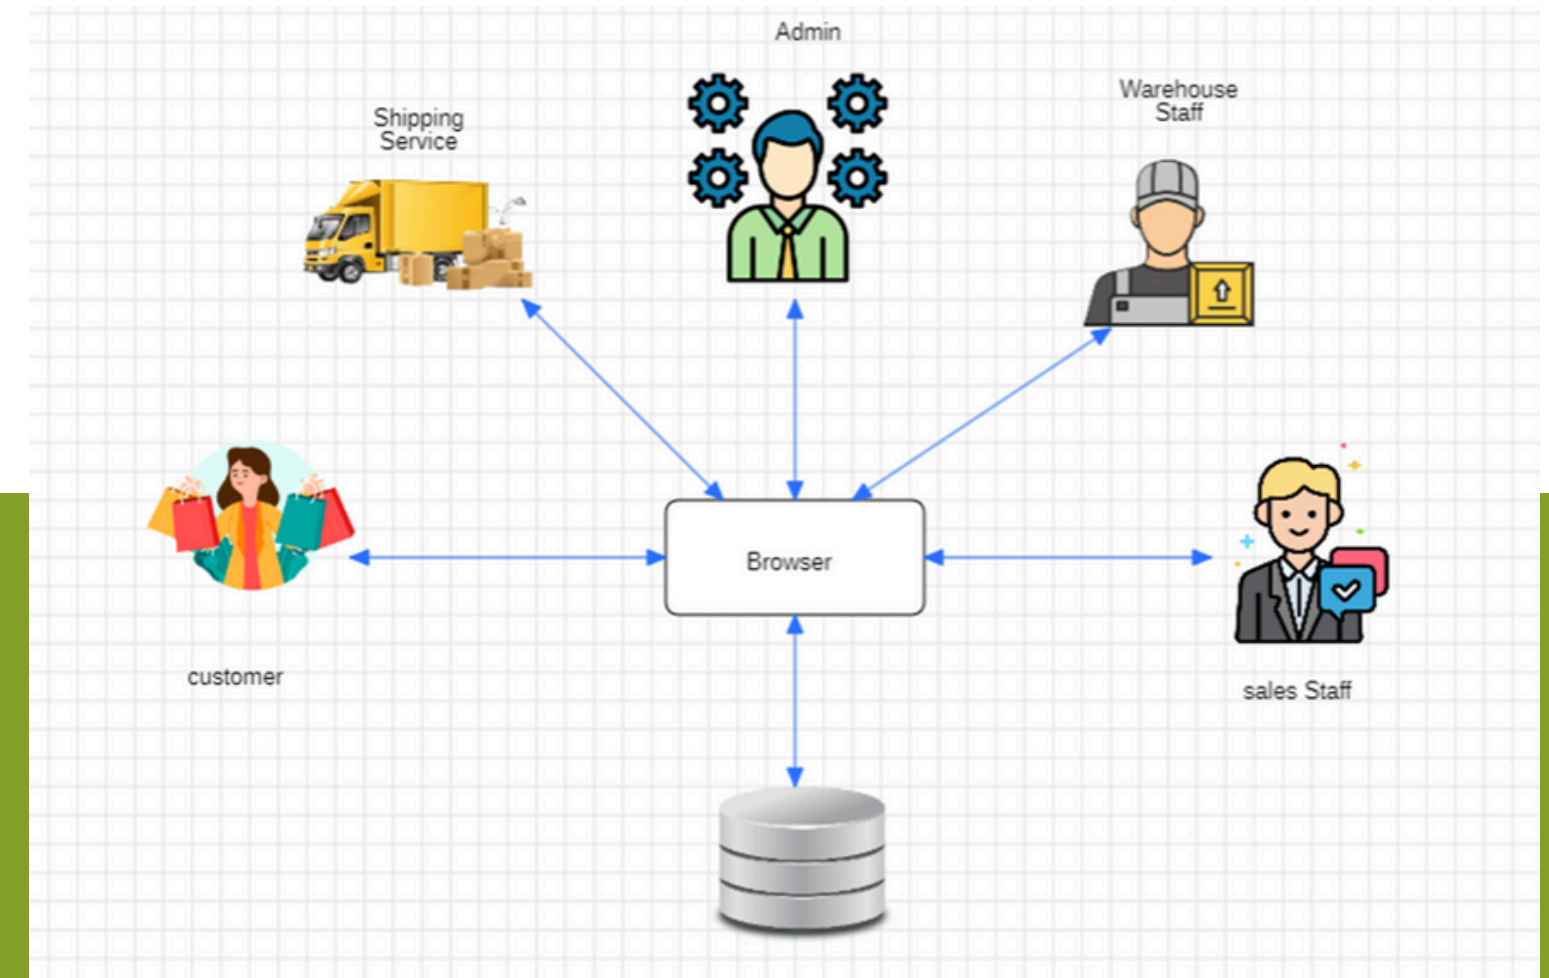 Admin
Warehouse
Staff
Shipping
Service
Browser
customer
sales Staff